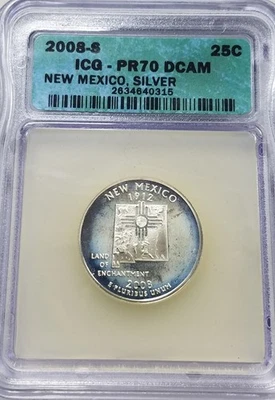 2008-S 25C
ICG - PR70 DCAM
NEW MEXICO, SILVER
2634640315
NEW MEXICO
1912
LAND
OF
ENCHANTMENT
2008
E PLURIBUS UNUM